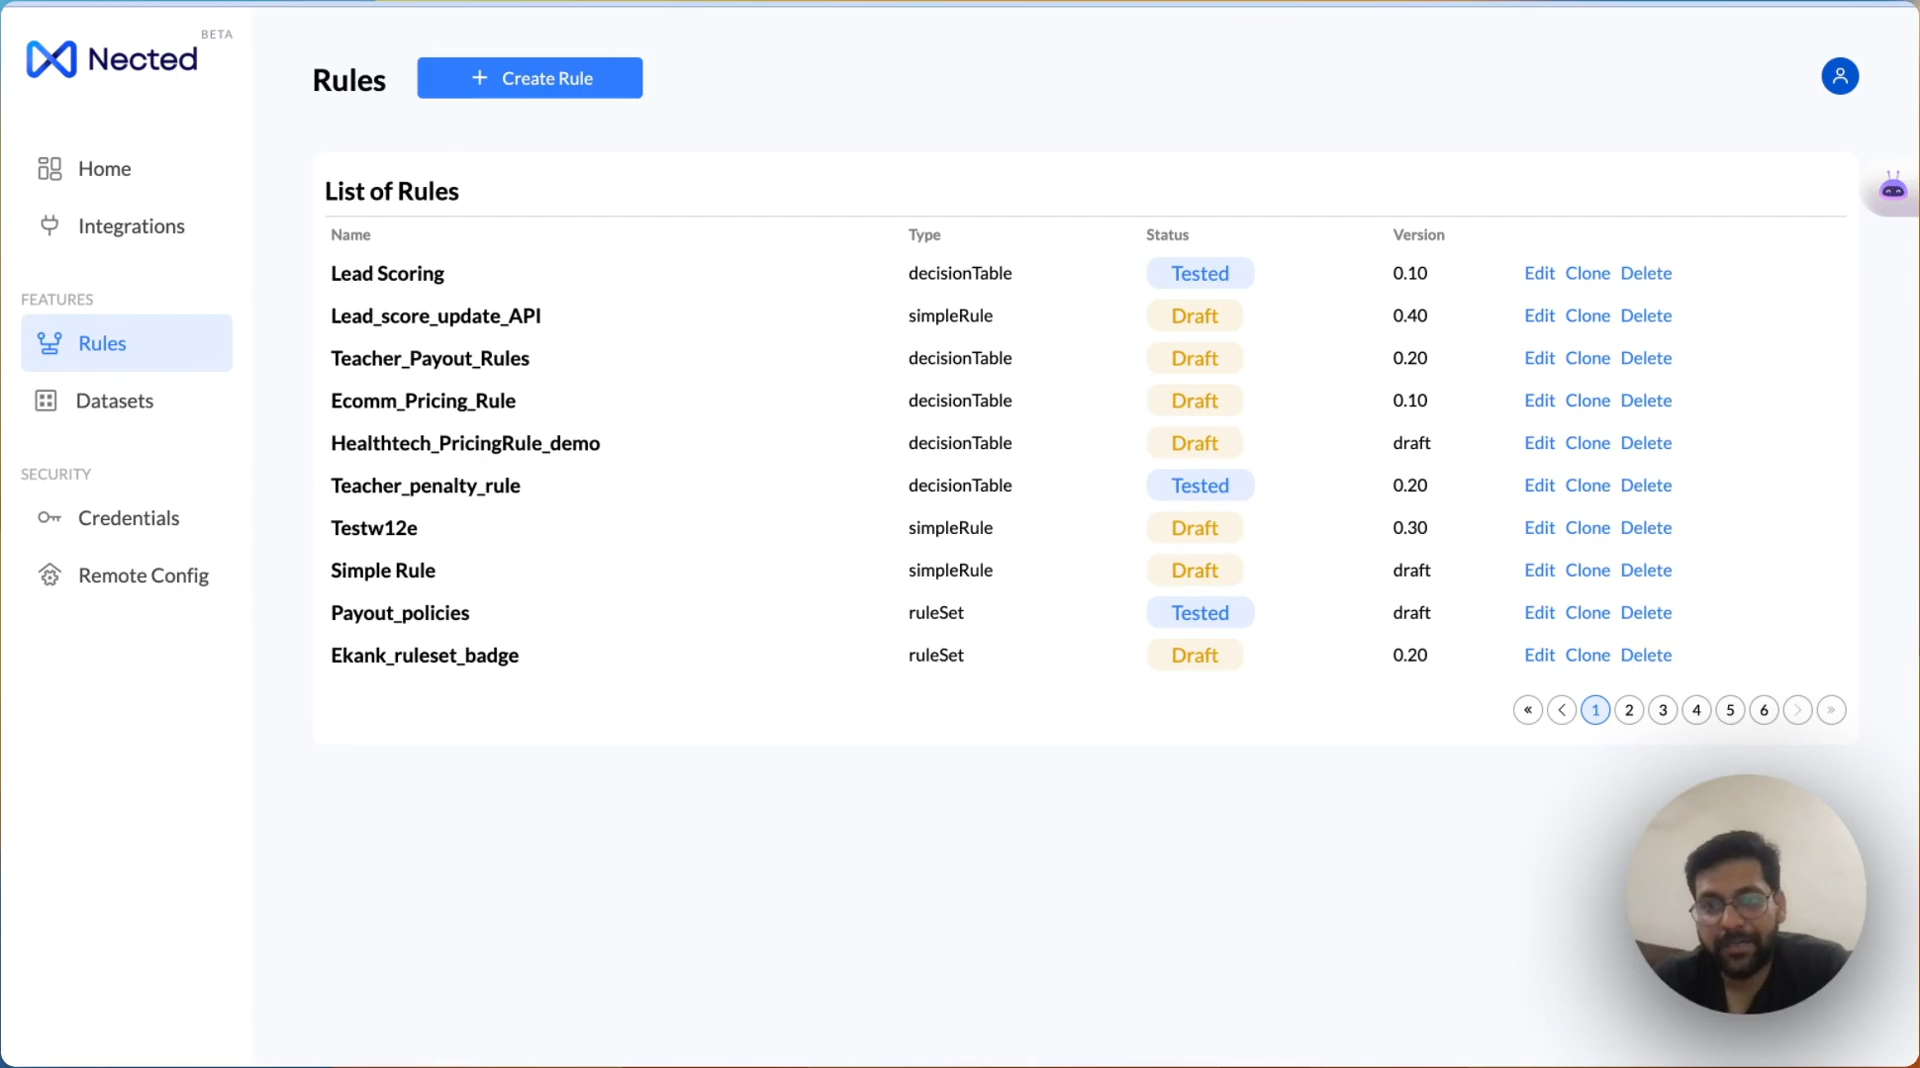 BETA
Nected
Rules
+ Create Rule
Home
Integrations
FEATURES
Rules
Datasets
SECURITY
Credentials
Remote Config
List of Rules
Name Type Status Version
Lead Scoring decisionTable Tested 0.10 Edit Clone Delete
Lead_score_update_API simpleRule Draft 0.40 Edit Clone Delete
Teacher_Payout_Rules decisionTable Draft 0.20 Edit Clone Delete
Ecomm_Pricing_Rule decisionTable Draft 0.10 Edit Clone Delete
Healthtech_PricingRule_demo decisionTable Draft draft Edit Clone Delete
Teacher_penalty_rule decisionTable Tested 0.20 Edit Clone Delete
Testw12e simpleRule Draft 0.30 Edit Clone Delete
Simple Rule simpleRule Draft draft Edit Clone Delete
Payout_policies ruleSet Tested draft Edit Clone Delete
Ekank_ruleset_badge ruleSet Draft 0.20 Edit Clone Delete
« < 1 2 3 4 5 6 > »